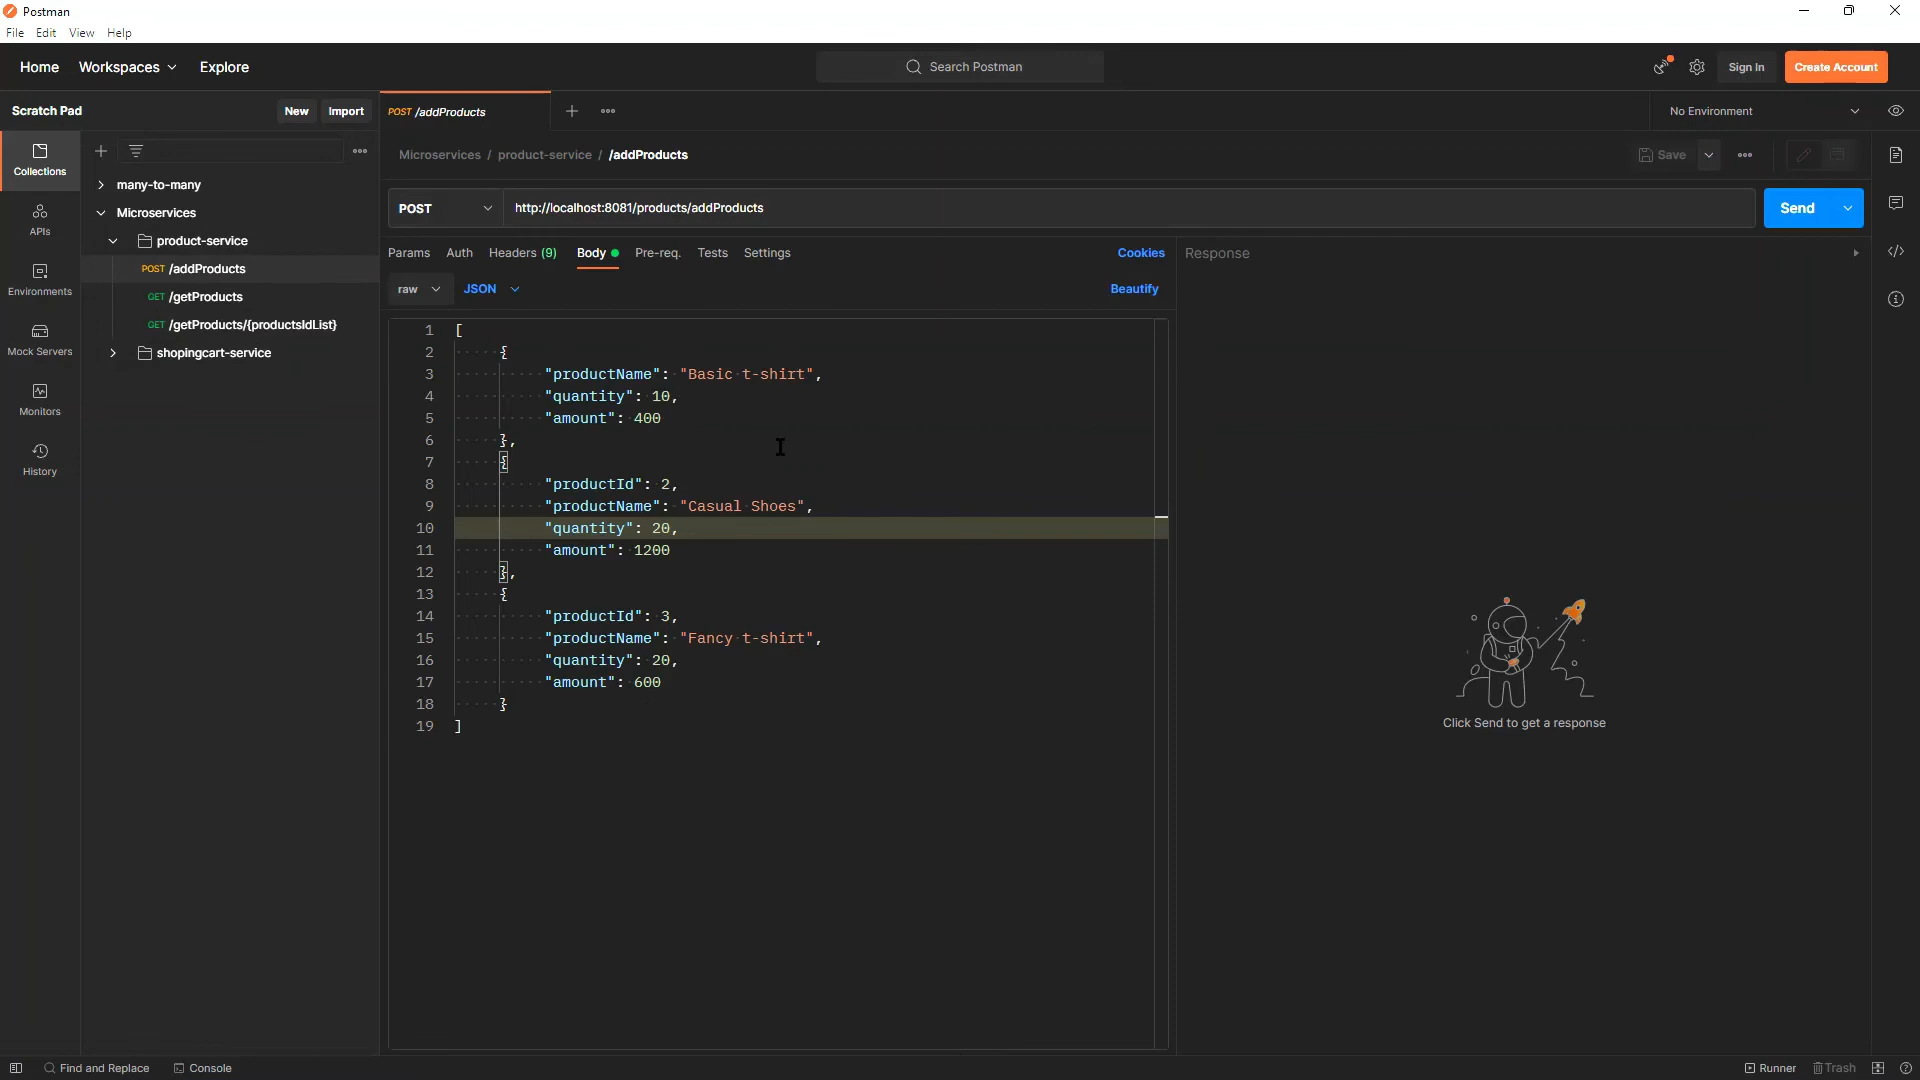 Postman
File Edit View Help
Home Workspaces Explore Search Postman Sign In Create Account
Scratch Pad New Import POST /addProducts No Environment
Collections
APIs
Environments
Mock Servers
Monitors
History
many-to-many
Microservices
product-service
POST /addProducts
GET /getProducts
GET /getProducts/{productsIdList}
shopingcart-service
Microservices / product-service / /addProducts Save
POST http://localhost:8081/products/addProducts Send
Params Auth Headers (9) Body Pre-req. Tests Settings Cookies
raw JSON Beautify
1 [
2 {
3 "productName": "Basic t-shirt",
4 "quantity": 10,
5 "amount": 400
6 },
7 {
8 "productId": 2,
9 "productName": "Casual Shoes",
10 "quantity": 20,
11 "amount": 1200
12 },
13 {
14 "productId": 3,
15 "productName": "Fancy t-shirt",
16 "quantity": 20,
17 "amount": 600
18 }
19 ]
Response
Click Send to get a response
Find and Replace Console Runner Trash